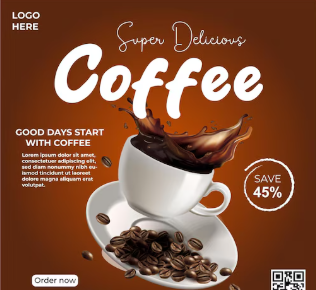 LOGO
HERE
Super Delicious
Coffee
GOOD DAYS START
WITH COFFEE
Lorem ipsum dolor sit amet,
consectetuer adipiscing elit,
sed diam nonummy nibh eu-
ismod tincidunt ut laoreet
dolore magna aliquam erat
volutpat.
SAVE
45%
Order now